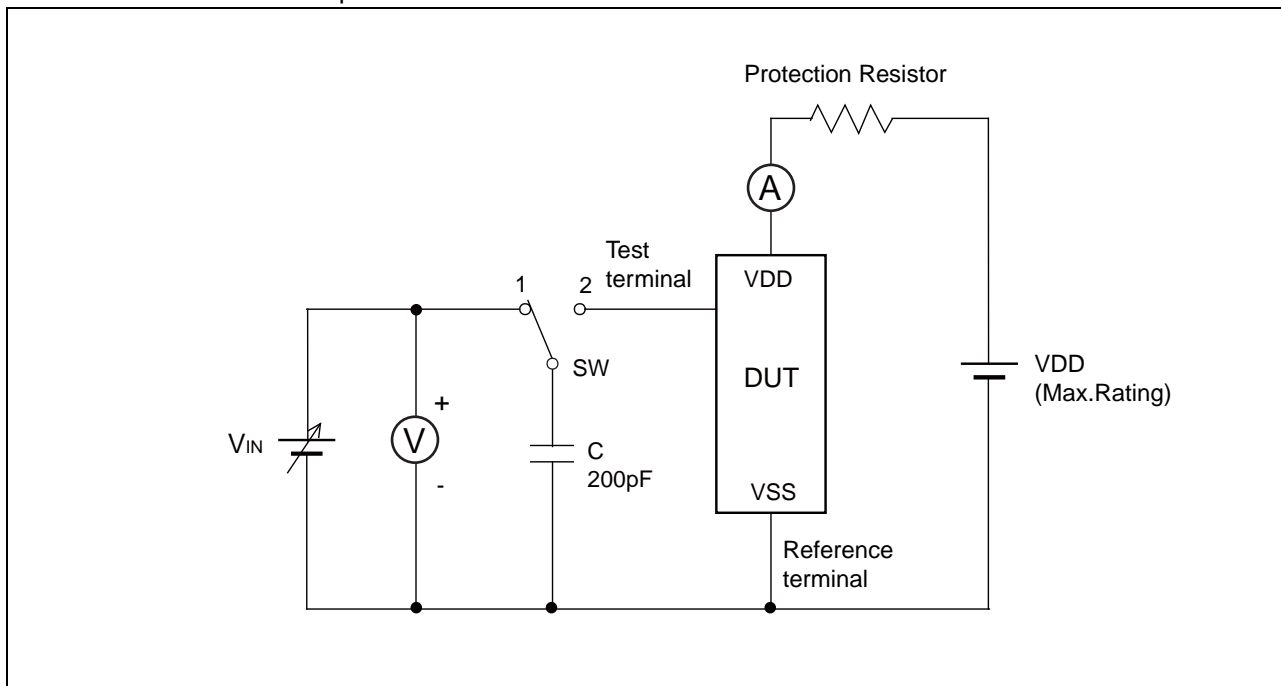 Protection Resistor
A
Test
terminal
1
2
VDD
SW
DUT
VDD
(Max.Rating)
VIN
+
V
-
C
200pF
VSS
Reference
terminal